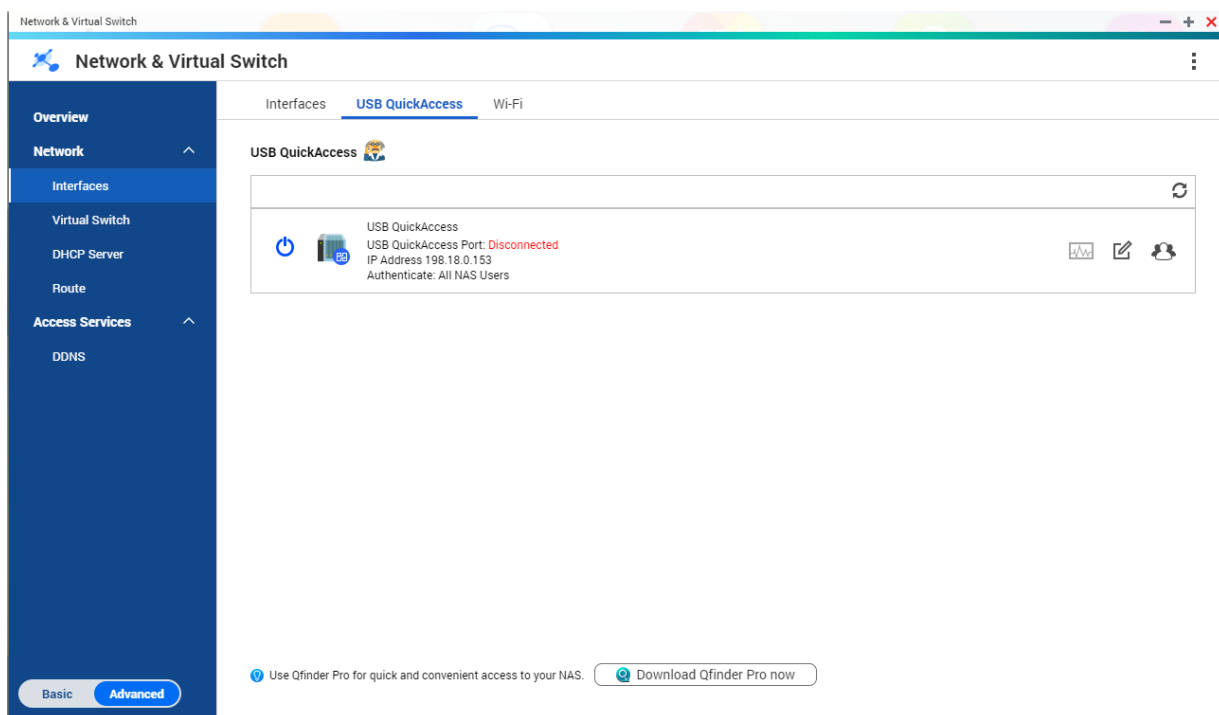 Network & Virtual Switch
Network & Virtual Switch
Overview
Network
Interfaces
Virtual Switch
DHCP Server
Route
Access Services
DDNS
Basic Advanced
Interfaces USB QuickAccess Wi-Fi
USB QuickAccess
USB QuickAccess
USB QuickAccess Port: Disconnected
IP Address 198.18.0.153
Authenticate: All NAS Users
Use Qfinder Pro for quick and convenient access to your NAS. Download Qfinder Pro now